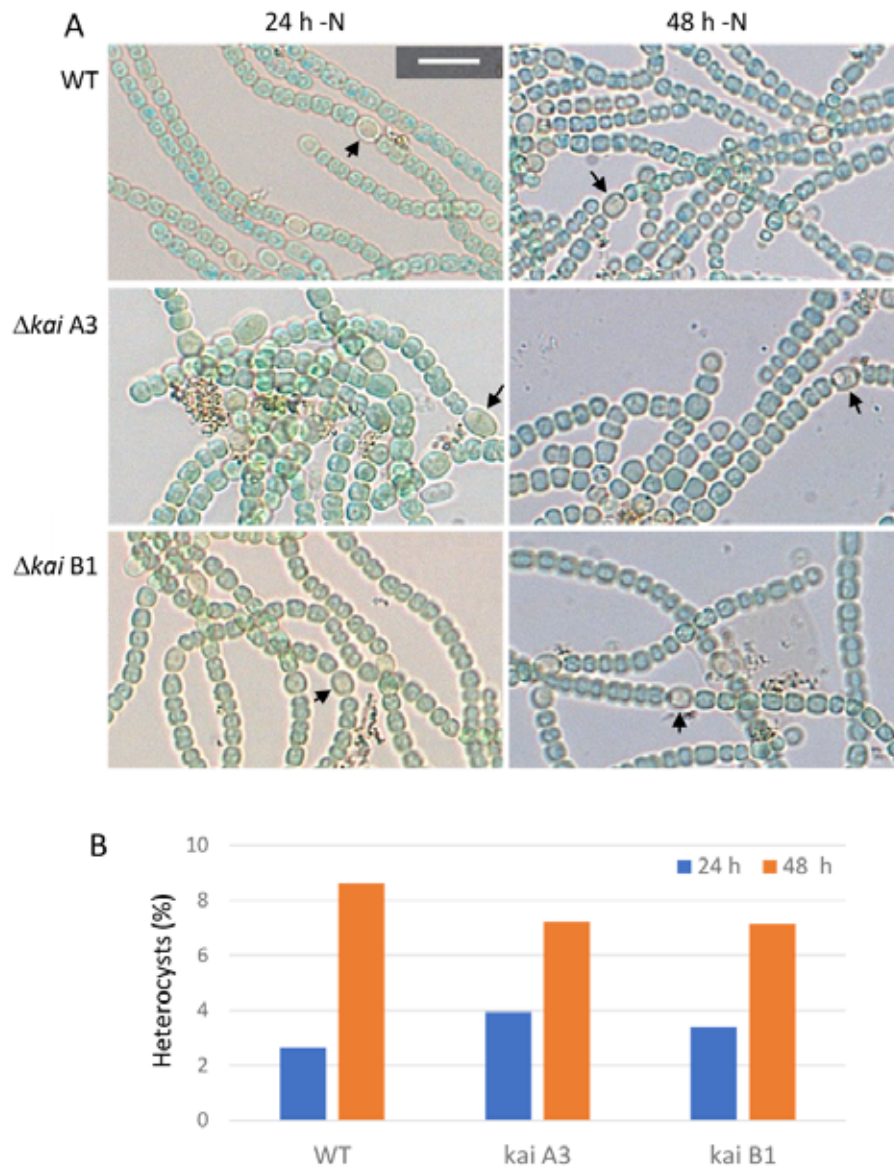 A
24 h -N
48 h -N
WT
Δkai A3
Δkai B1
B
10
8
6
4
2
0
Heterocysts (%)
24 h
48 h
WT
kai A3
kai B1